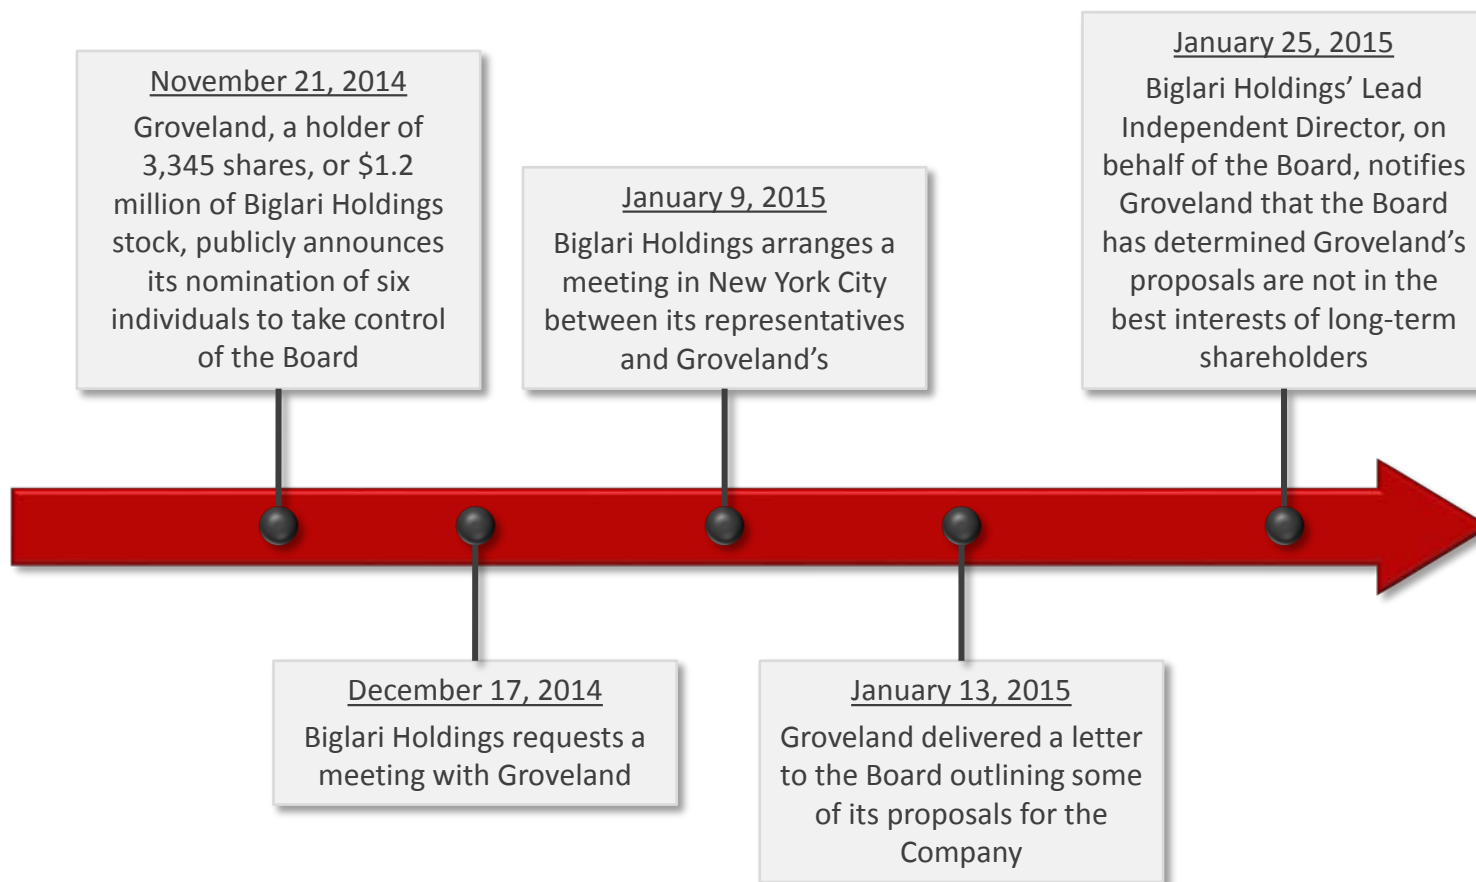 November 21, 2014
Groveland, a holder of
3,345 shares, or $1.2
million of Biglari Holdings
stock, publicly announces
its nomination of six
individuals to take control
of the Board
December 17, 2014
Biglari Holdings requests a
meeting with Groveland
January 9, 2015
Biglari Holdings arranges a
meeting in New York City
between its representatives
and Groveland’s
January 13, 2015
Groveland delivered a letter
to the Board outlining some
of its proposals for the
Company
January 25, 2015
Biglari Holdings’ Lead
Independent Director, on
behalf of the Board, notifies
Groveland that the Board
has determined Groveland’s
proposals are not in the
best interests of long-term
shareholders